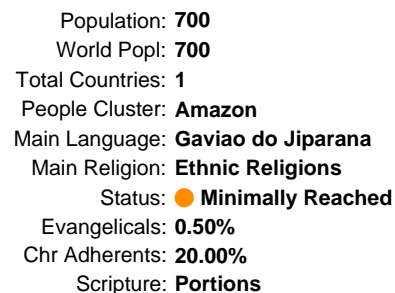 Population: 700
World Popl: 700
Total Countries: 1
People Cluster: Amazon
Main Language: Gaviao do Jiparana
Main Religion: Ethnic Religions
Status: Minimally Reached
Evangelicals: 0.50%
Chr Adherents: 20.00%
Scripture: Portions